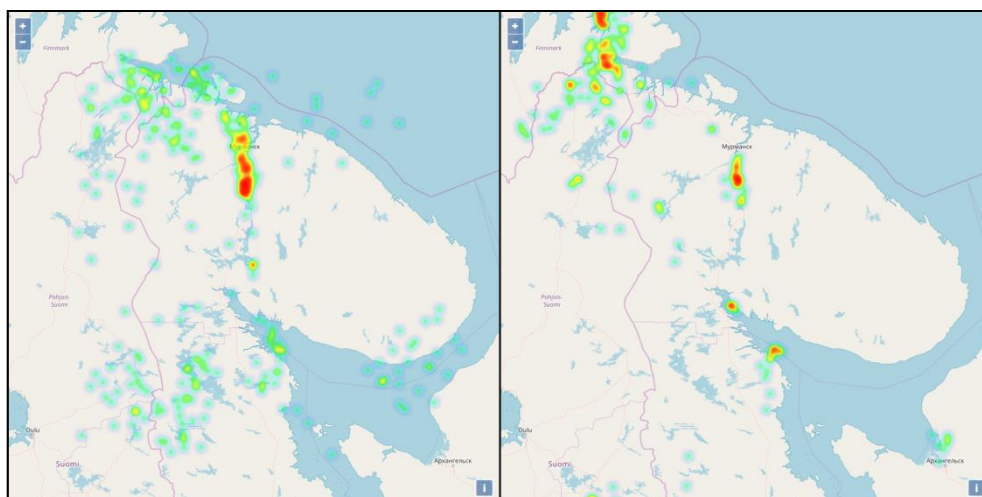 +
−
Finnmark
Мурманск
Pohjois-
Suomi
Oulu
Suomi
Архангельск
i
+
−
Finnmark
Мурманск
Pohjois-
Suomi
Oulu
Suomi
Архангельск
i